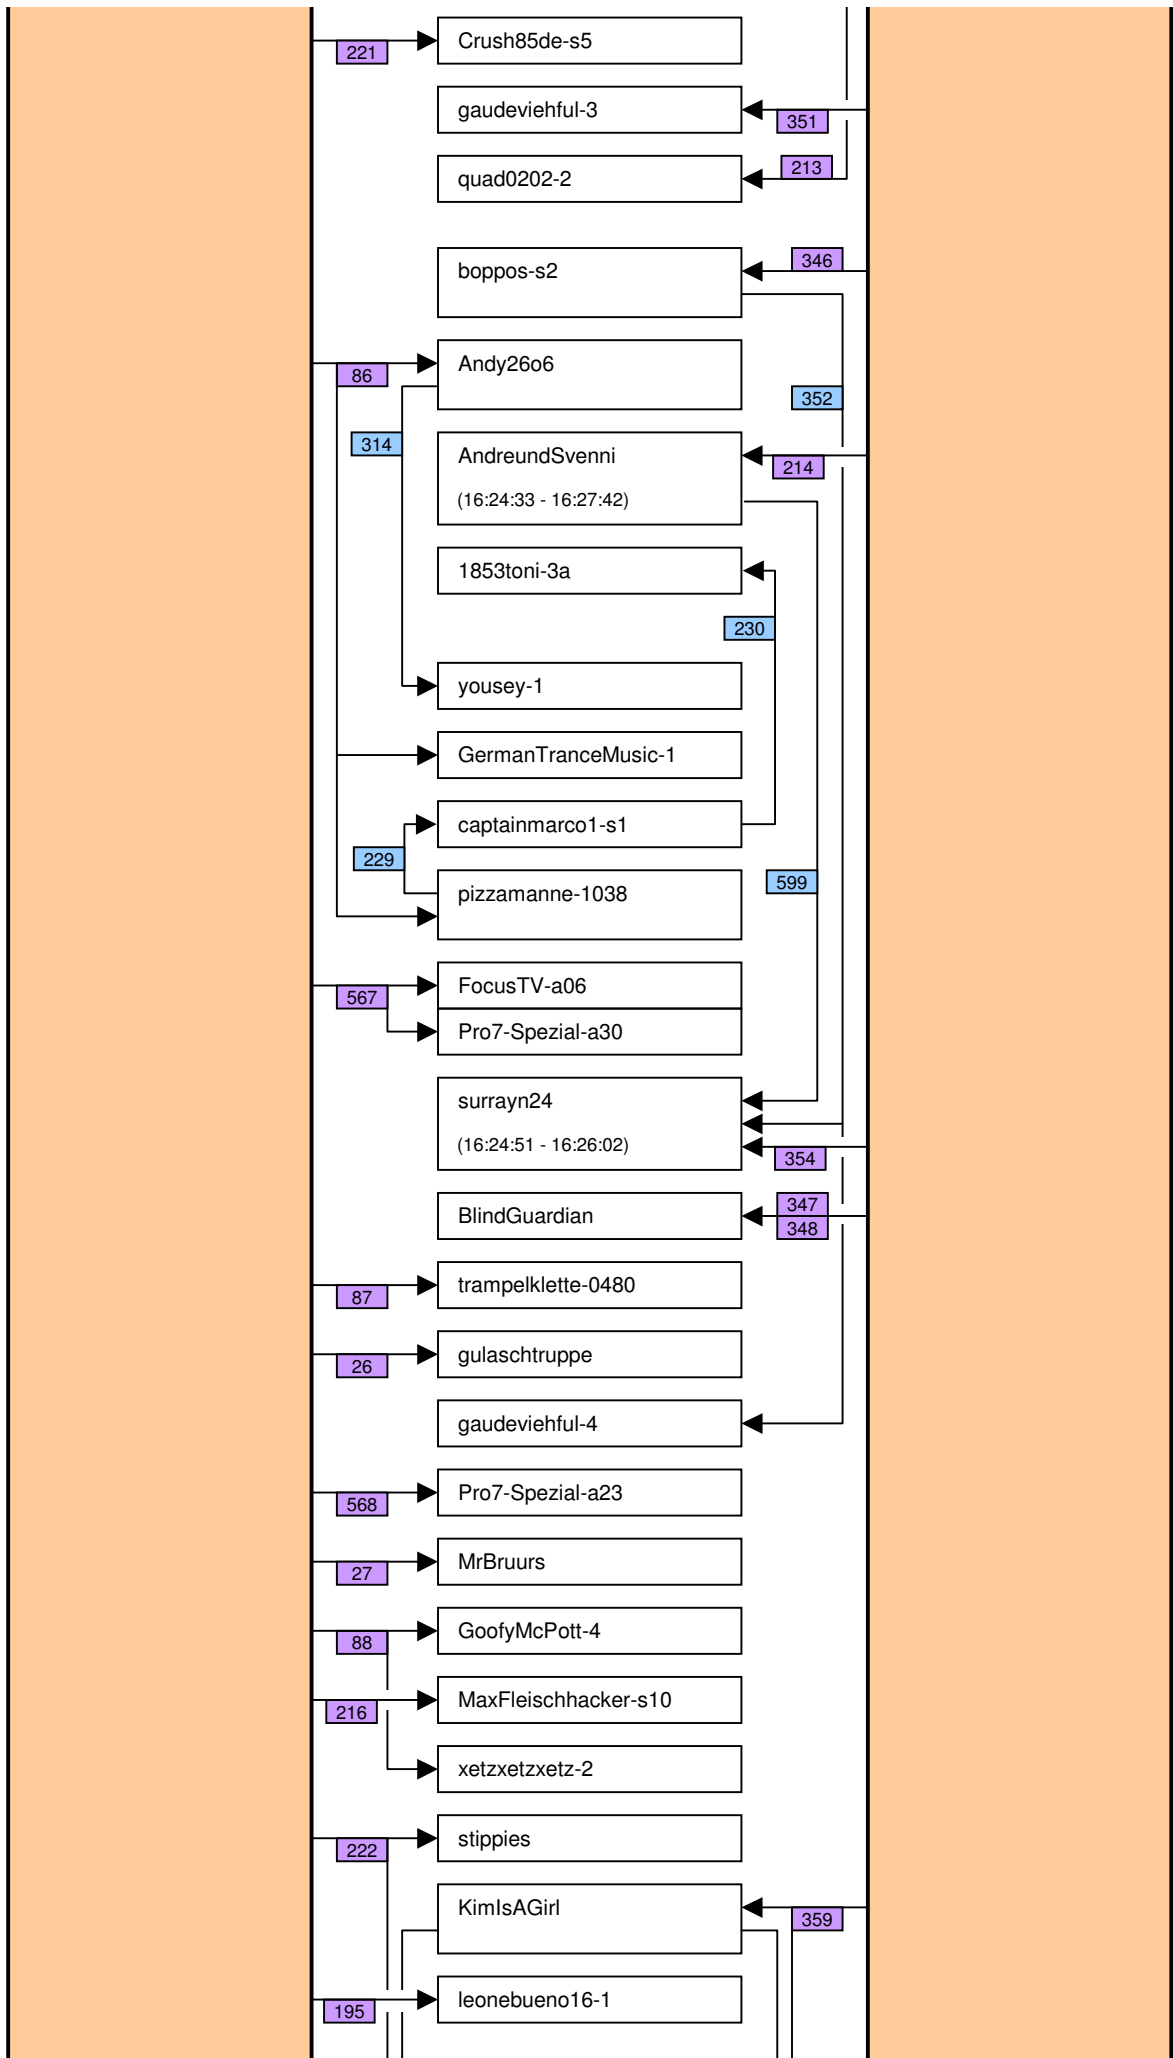 Crush85de-s5
221
gaudeviehful-3
351
quad0202-2
213
boppos-s2
346
Andy26o6
86
352
314
AndreundSvenni
214
(16:24:33 - 16:27:42)
1853toni-3a
230
yousey-1
GermanTranceMusic-1
captainmarco1-s1
229
599
pizzamanne-1038
FocusTV-a06
567
Pro7-Spezial-a30
surrayn24
(16:24:51 - 16:26:02)
354
347
BlindGuardian
348
trampelklette-0480
87
gulaschtruppe
26
gaudeviehful-4
Pro7-Spezial-a23
568
MrBruurs
27
GoofyMcPott-4
88
MaxFleischhacker-s10
216
xetzxetzxetz-2
stippies
222
KimIsAGirl
359
leonebueno16-1
195